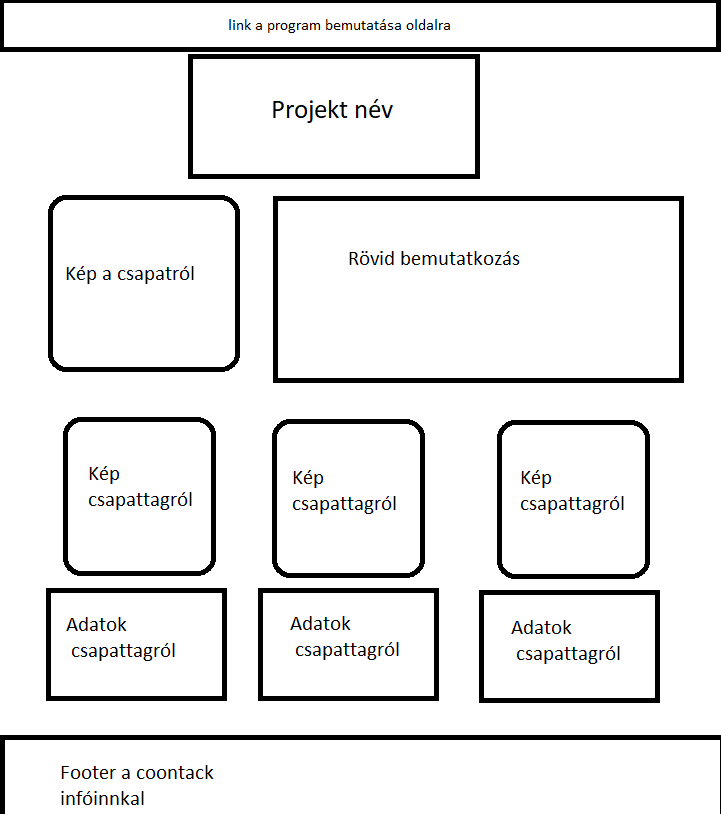 link a program bemutatása oldalra
Projekt név
Kép a csapatról
Rövid bemutatkozás
Kép
csapattagról
Kép
csapattagról
Kép
csapattagról
Adatok
csapattagról
Adatok
csapattagról
Adatok
csapattagról
Footer a coontack
infóinnkal